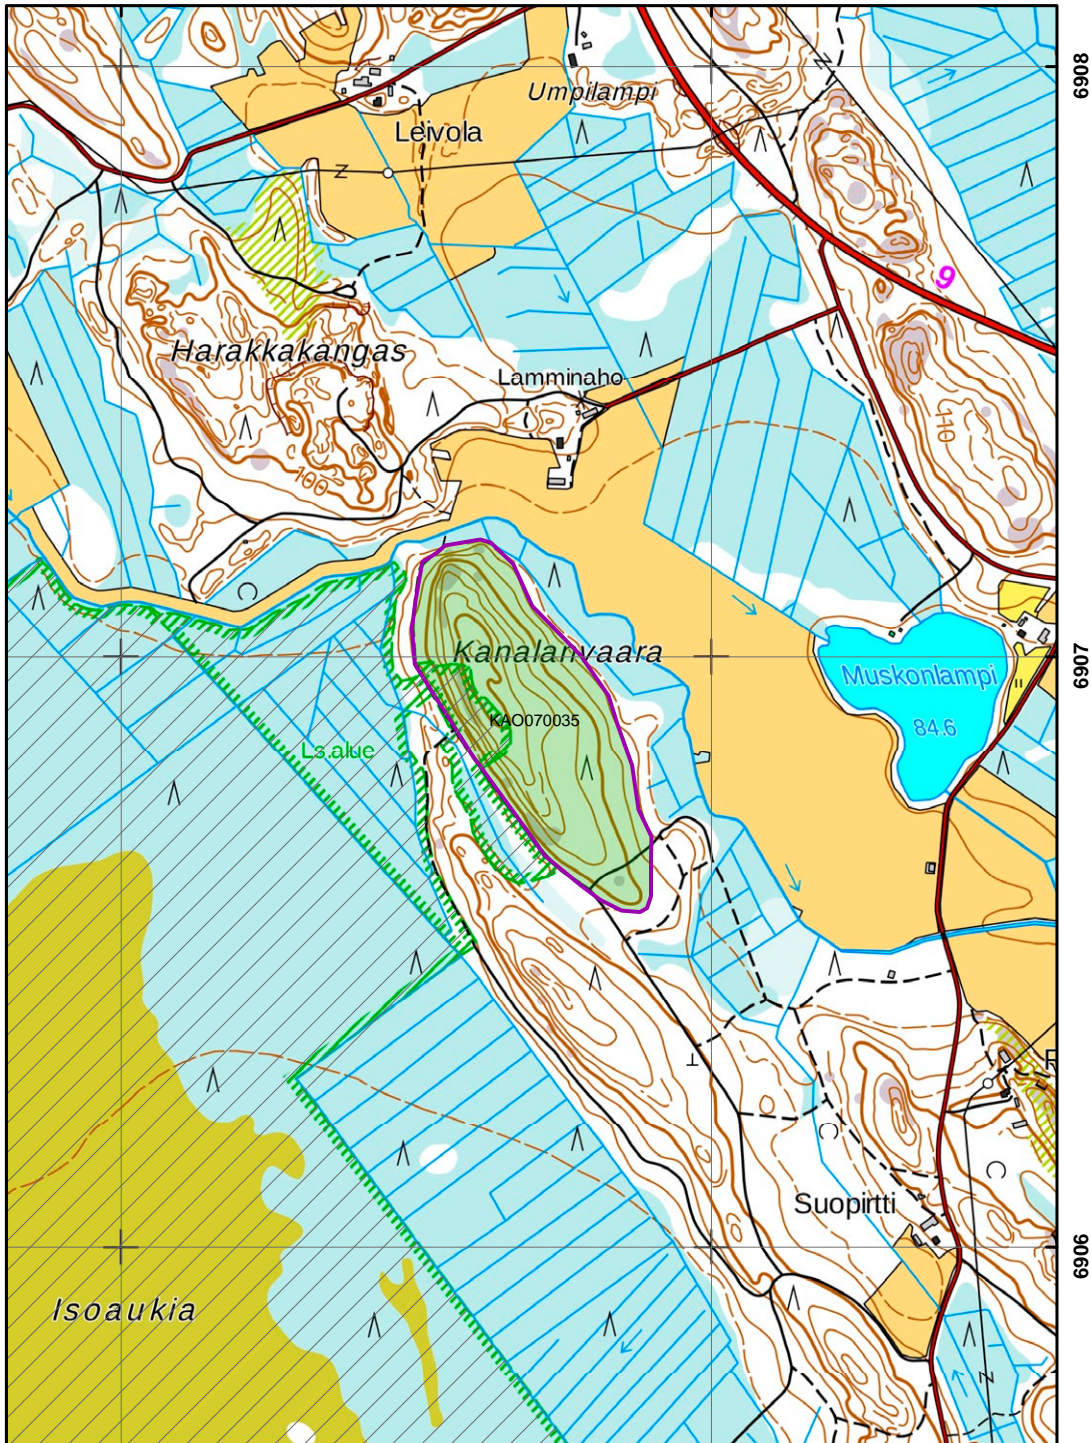 6908
Umpilampi
Leivola
9
Harakkakangas
Lamminaho
110
100
Kanalanvaara
6907
Muskonlampi
KAO070035
84.6
Ls.alue
R
Suopirtti
6906
Isoaukia